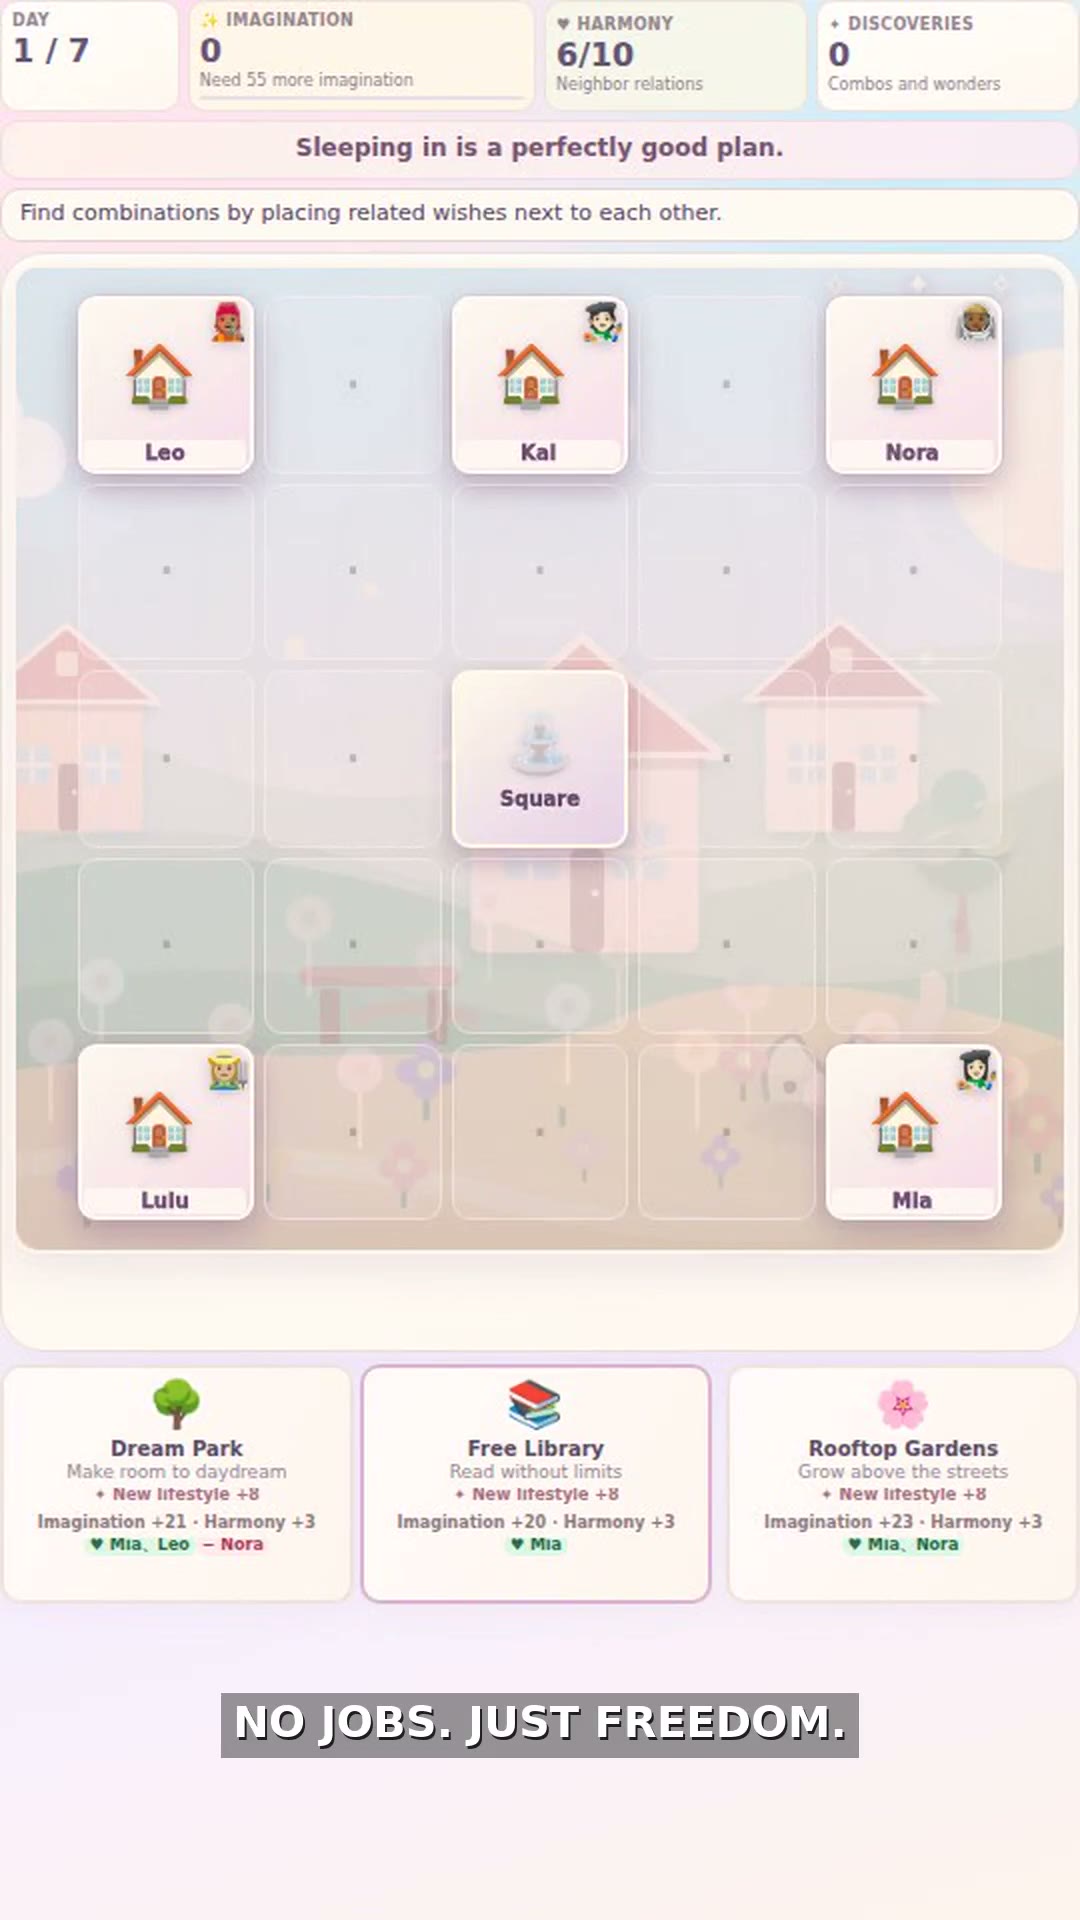 DAY
1 / 7
✨ IMAGINATION
0
Need 55 more imagination
♥ HARMONY
6/10
Neighbor relations
✦ DISCOVERIES
0
Combos and wonders
Sleeping in is a perfectly good plan.
Find combinations by placing related wishes next to each other.
Leo
Kai
Nora
Square
Lulu
Mia
Dream Park
Make room to daydream
✦ New lifestyle +8
Imagination +21 · Harmony +3
♥ Mia、Leo − Nora
Free Library
Read without limits
✦ New lifestyle +8
Imagination +20 · Harmony +3
♥ Mia
Rooftop Gardens
Grow above the streets
✦ New lifestyle +8
Imagination +23 · Harmony +3
♥ Mia、Nora
NO JOBS. JUST FREEDOM.